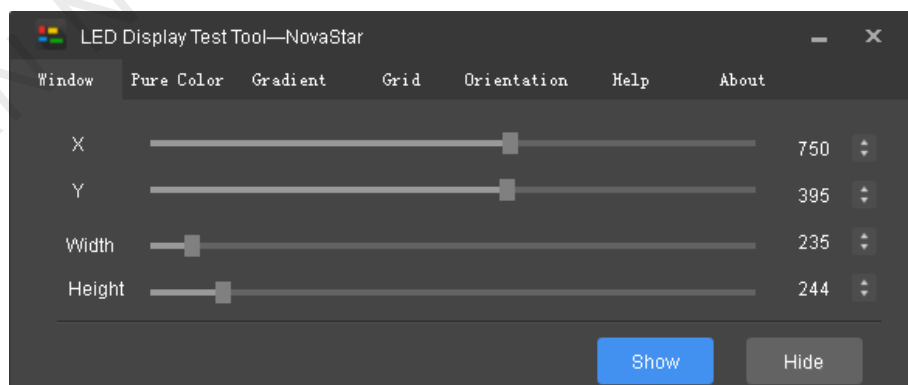 LED Display Test Tool—NovaStar
Window Pure Color Gradient Grid Orientation Help About
X 750
Y 395
Width 235
Height 244
Show Hide